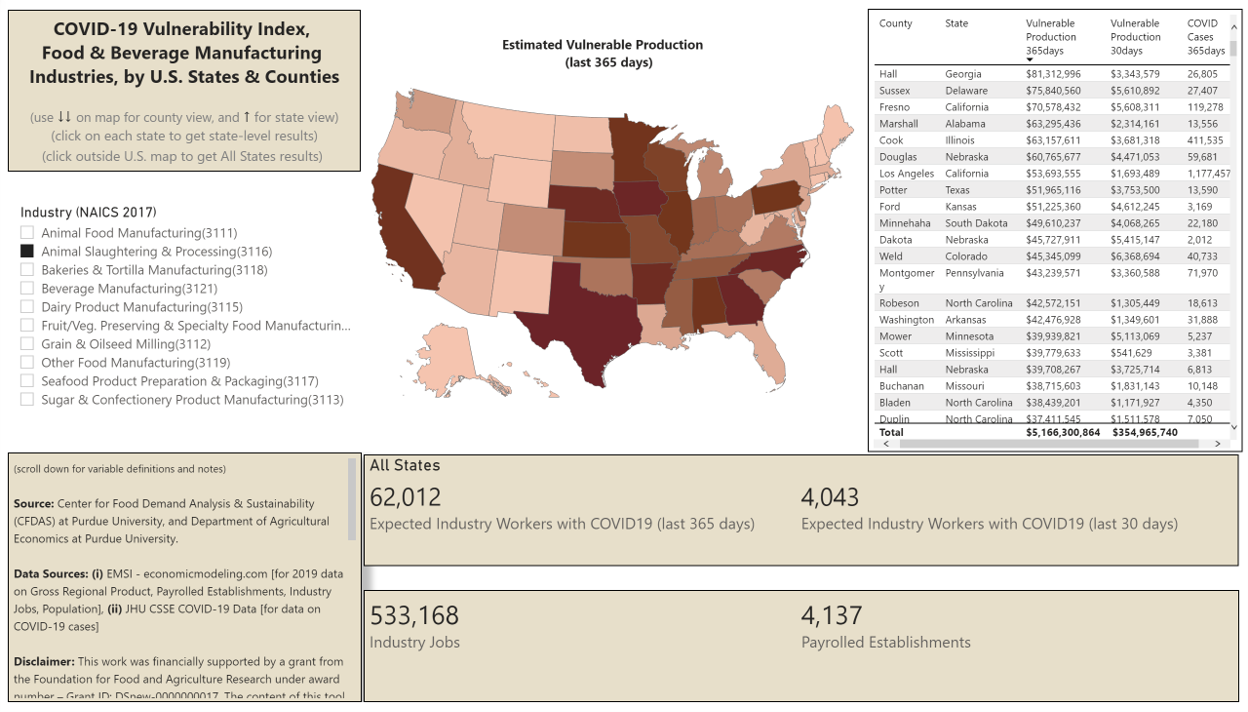 COVID-19 Vulnerability Index,
Food & Beverage Manufacturing
Industries, by U.S. States & Counties
(use ↓↓ on map for county view, and ↑ for state view)
(click on each state to get state-level results)
(click outside U.S. map to get All States results)
Industry (NAICS 2017)
Animal Food Manufacturing(3111)
Animal Slaughtering & Processing(3116)
Bakeries & Tortilla Manufacturing(3118)
Beverage Manufacturing(3121)
Dairy Product Manufacturing(3115)
Fruit/Veg. Preserving & Specialty Food Manufacturin...
Grain & Oilseed Milling(3112)
Other Food Manufacturing(3119)
Seafood Product Preparation & Packaging(3117)
Sugar & Confectionery Product Manufacturing(3113)
Estimated Vulnerable Production
(last 365 days)
County State Vulnerable Production 365days Vulnerable Production 30days COVID Cases 365days
Hall Georgia $81,312,996 $3,343,579 26,805
Sussex Delaware $75,840,560 $5,610,892 27,407
Fresno California $70,578,432 $5,608,311 119,278
Marshall Alabama $63,295,436 $2,314,161 13,556
Cook Illinois $63,157,611 $3,681,318 411,535
Douglas Nebraska $60,765,677 $4,471,053 59,681
Los Angeles California $53,693,555 $1,693,489 1,177,457
Potter Texas $51,965,116 $3,753,500 13,590
Ford Kansas $51,225,360 $4,612,245 3,169
Minnehaha South Dakota $49,610,237 $4,068,265 22,180
Dakota Nebraska $45,727,911 $5,415,147 2,012
Weld Colorado $45,345,099 $6,368,694 40,733
Montgomery Pennsylvania $43,239,571 $3,360,588 71,970
Robeson North Carolina $42,572,151 $1,305,449 18,613
Washington Arkansas $42,476,928 $1,349,601 31,888
Mower Minnesota $39,939,821 $5,113,069 5,237
Scott Mississippi $39,779,633 $541,629 3,381
Hall Nebraska $39,708,267 $3,725,714 6,813
Buchanan Missouri $38,715,603 $1,831,143 10,148
Bladen North Carolina $38,439,201 $1,171,927 4,350
Duplin North Carolina $37,411,545 $1,511,578 7,050
Total $5,166,300,864 $354,965,740
(scroll down for variable definitions and notes)
Source: Center for Food Demand Analysis & Sustainability
(CFDAS) at Purdue University, and Department of Agricultural
Economics at Purdue University.
Data Sources: (i) EMSI - economicmodeling.com [for 2019 data
on Gross Regional Product, Payrolled Establishments, Industry
Jobs, Population], (ii) JHU CSSE COVID-19 Data [for data on
COVID-19 cases]
Disclaimer: This work was financially supported by a grant from
the Foundation for Food and Agriculture Research under award
number – Grant ID: DSnew-0000000017. The content of this tool
All States
62,012
Expected Industry Workers with COVID19 (last 365 days)
4,043
Expected Industry Workers with COVID19 (last 30 days)
533,168
Industry Jobs
4,137
Payrolled Establishments